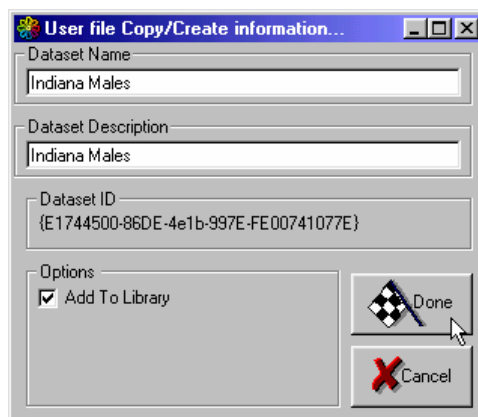 User file Copy/Create information...
Dataset Name
Indiana Males
Dataset Description
Indiana Males
Dataset ID
{E1744500-86DE-4e1b-997E-FE00741077E}
Options
Add To Library
Done
Cancel